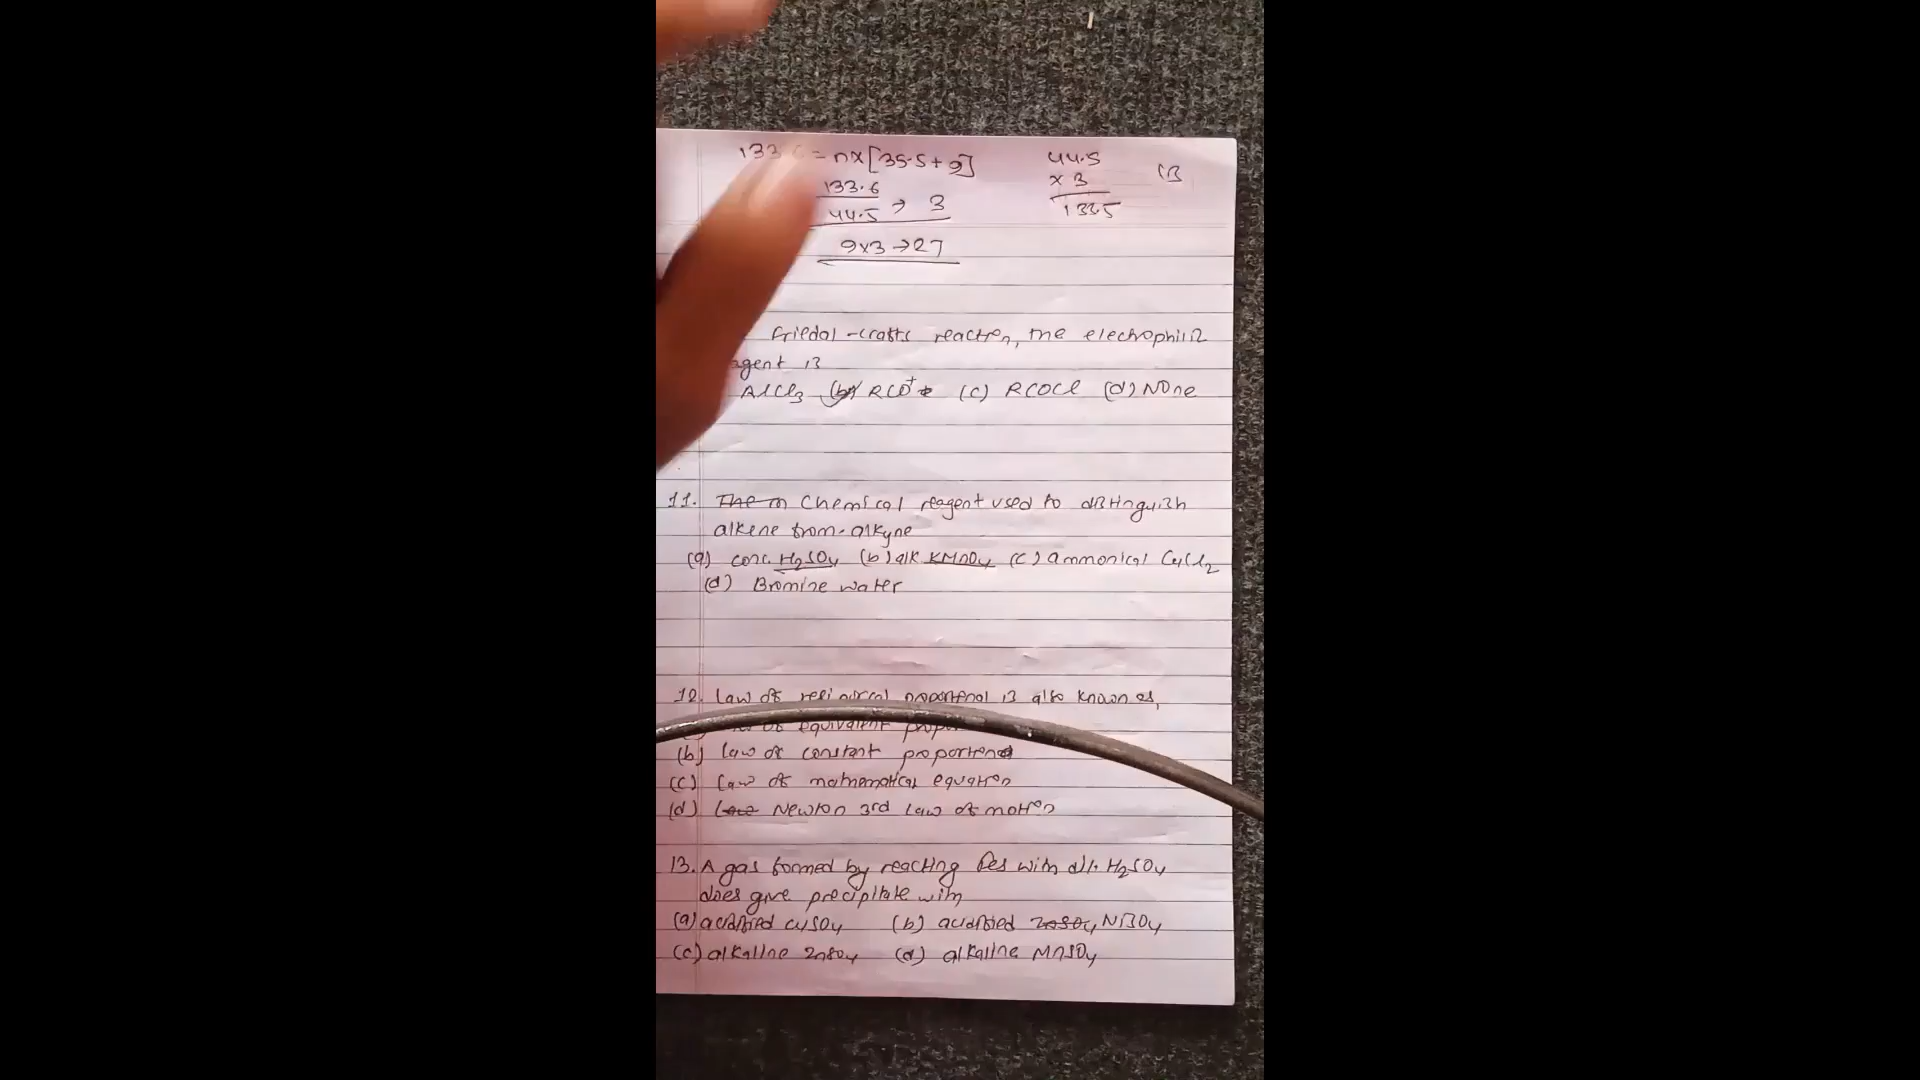 133.6 = n x [35.5 + 9]
133.6
44.5 → 3
9x3 → 27
44.5
x 3
133.5
Friedal-crafts reaction, the electrophilic
agent is
AlCl3 (b) RCO+ (c) RCOCl (d) None
11. The m Chemical reagent used to distinguish
alkene from alkyne
(a) conc. H2SO4 (b) alk KMnO4 (c) ammonical CuCl2
(d) Bromine water
12. Law of is also known as,
equivalent
(b) law of constant proportion
(c) law of mathematical equation
(d) Law Newton 3rd law of motion
13. A gas formed by reacting FeS with dil. H2SO4
does give precipitate with
(a) acidified CuSO4 (b) acidified ZnSO4 NiSO4
(c) alkaline ZnSO4 (d) alkaline MnSO4